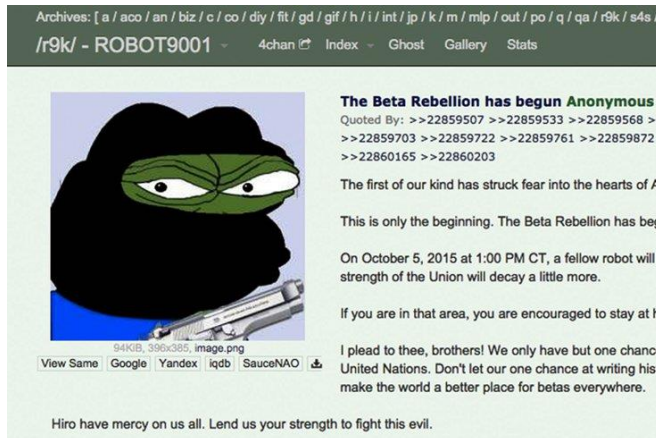 Archives: [ a / aco / an / biz / c / co / diy / fit / gd / gif / h / i / int / jp / k / m / mlp / out / po / q / qa / r9k / s4s /
/r9k/ - ROBOT9001 4chan Index Ghost Gallery Stats
The Beta Rebellion has begun Anonymous
Quoted By: >>22859507 >>22859533 >>22859568 >
>>22859703 >>22859722 >>22859761 >>22859872
>>22860165 >>22860203
The first of our kind has struck fear into the hearts of A
This is only the beginning. The Beta Rebellion has be
On October 5, 2015 at 1:00 PM CT, a fellow robot will
strength of the Union will decay a little more.
If you are in that area, you are encouraged to stay at h
I plead to thee, brothers! We only have but one chanc
United Nations. Don't let our one chance at writing his
make the world a better place for betas everywhere.
94KiB, 396x385, image.png
View Same Google Yandex iqdb SauceNAO
Hiro have mercy on us all. Lend us your strength to fight this evil.